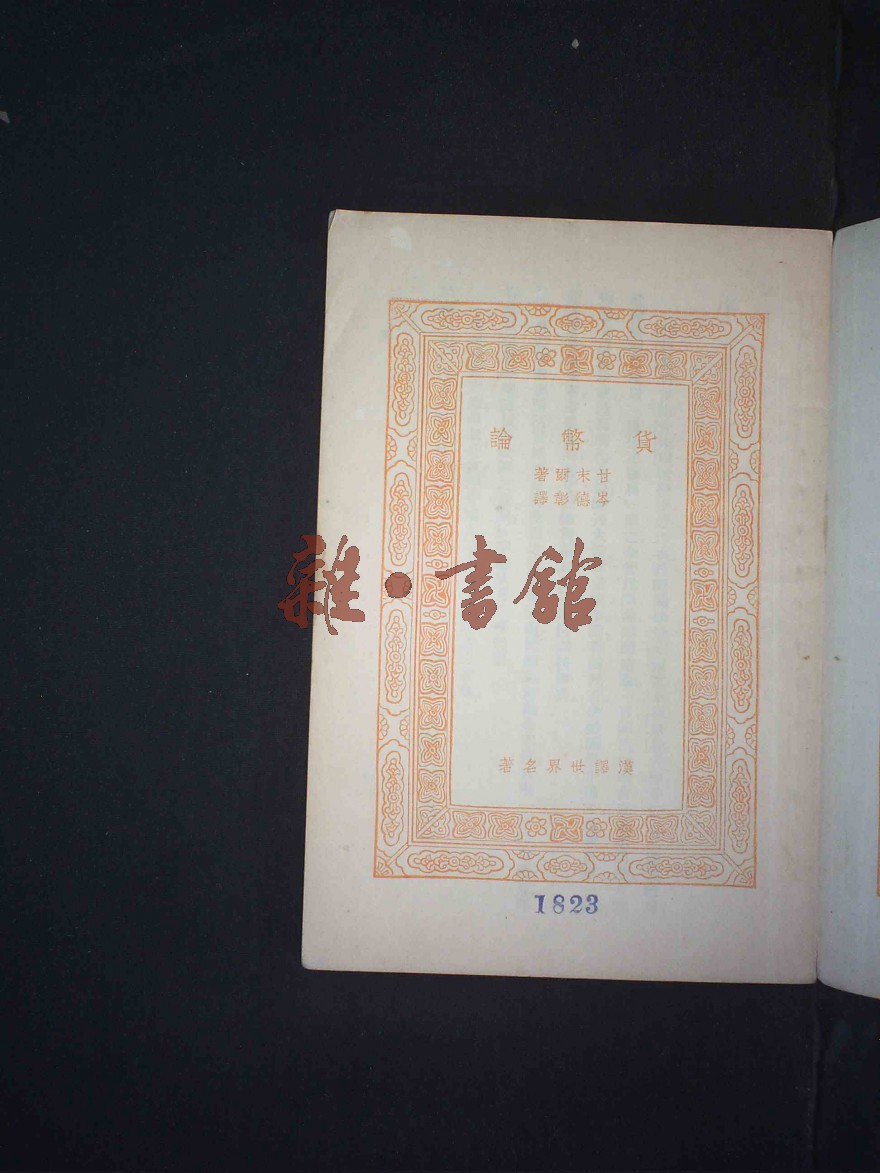 貨幣論
甘末爾著
岑德彰譯
雜·書館
漢譯世界名著
1823